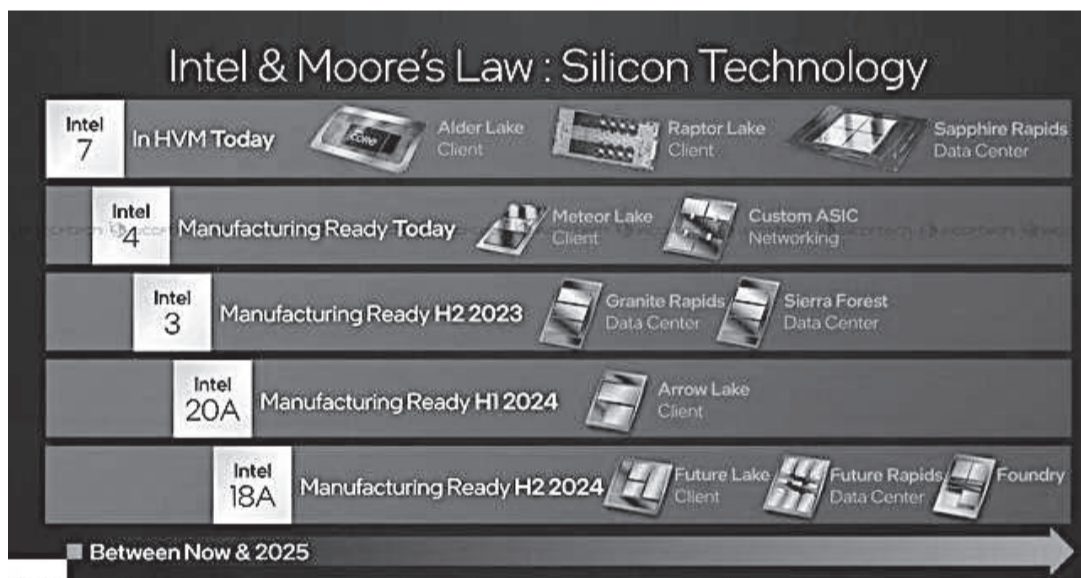 Intel & Moore's Law : Silicon Technology
Intel
7
In HVM Today
core
Alder Lake
Client
Raptor Lake
Client
Sapphire Rapids
Data Center
Intel
4
Manufacturing Ready Today
Meteor Lake
Client
Custom ASIC
Networking
Intel
3
Manufacturing Ready H2 2023
Granite Rapids
Data Center
Sierra Forest
Data Center
Intel
20A
Manufacturing Ready H1 2024
Arrow Lake
Client
Intel
18A
Manufacturing Ready H2 2024
Future Lake
Client
Future Rapids
Data Center
Foundry
Between Now & 2025